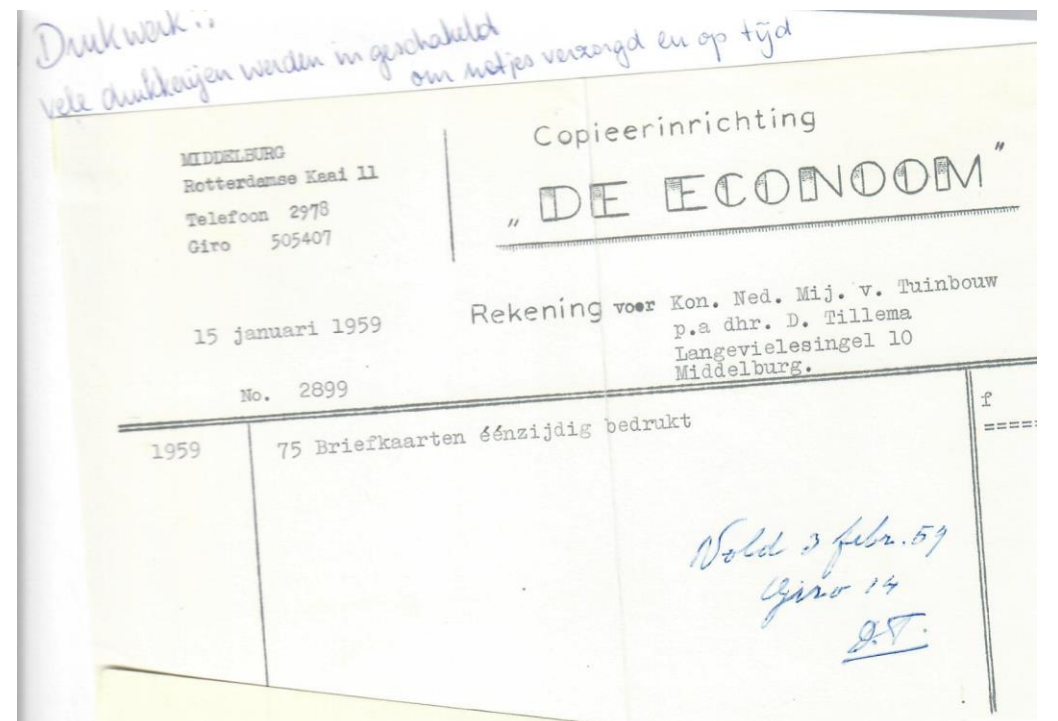 Drukwerk!!
vele drukkerijen werden in geschakeld
om netjes verzorgd en op tijd
MIDDELBURG
Rotterdamse Kaai 11
Telefoon 2978
Giro 505407
Copieerinrichting
„DE ECONOOM"
15 januari 1959
Rekening voor Kon. Ned. Mij. v. Tuinbouw
p.a dhr. D. Tillema
Langevielesingel 10
Middelburg.
No. 2899
1959
75 Briefkaarten éénzijdig bedrukt
f
=====
Vold 3 febr. 59
Giro 14
D.T.